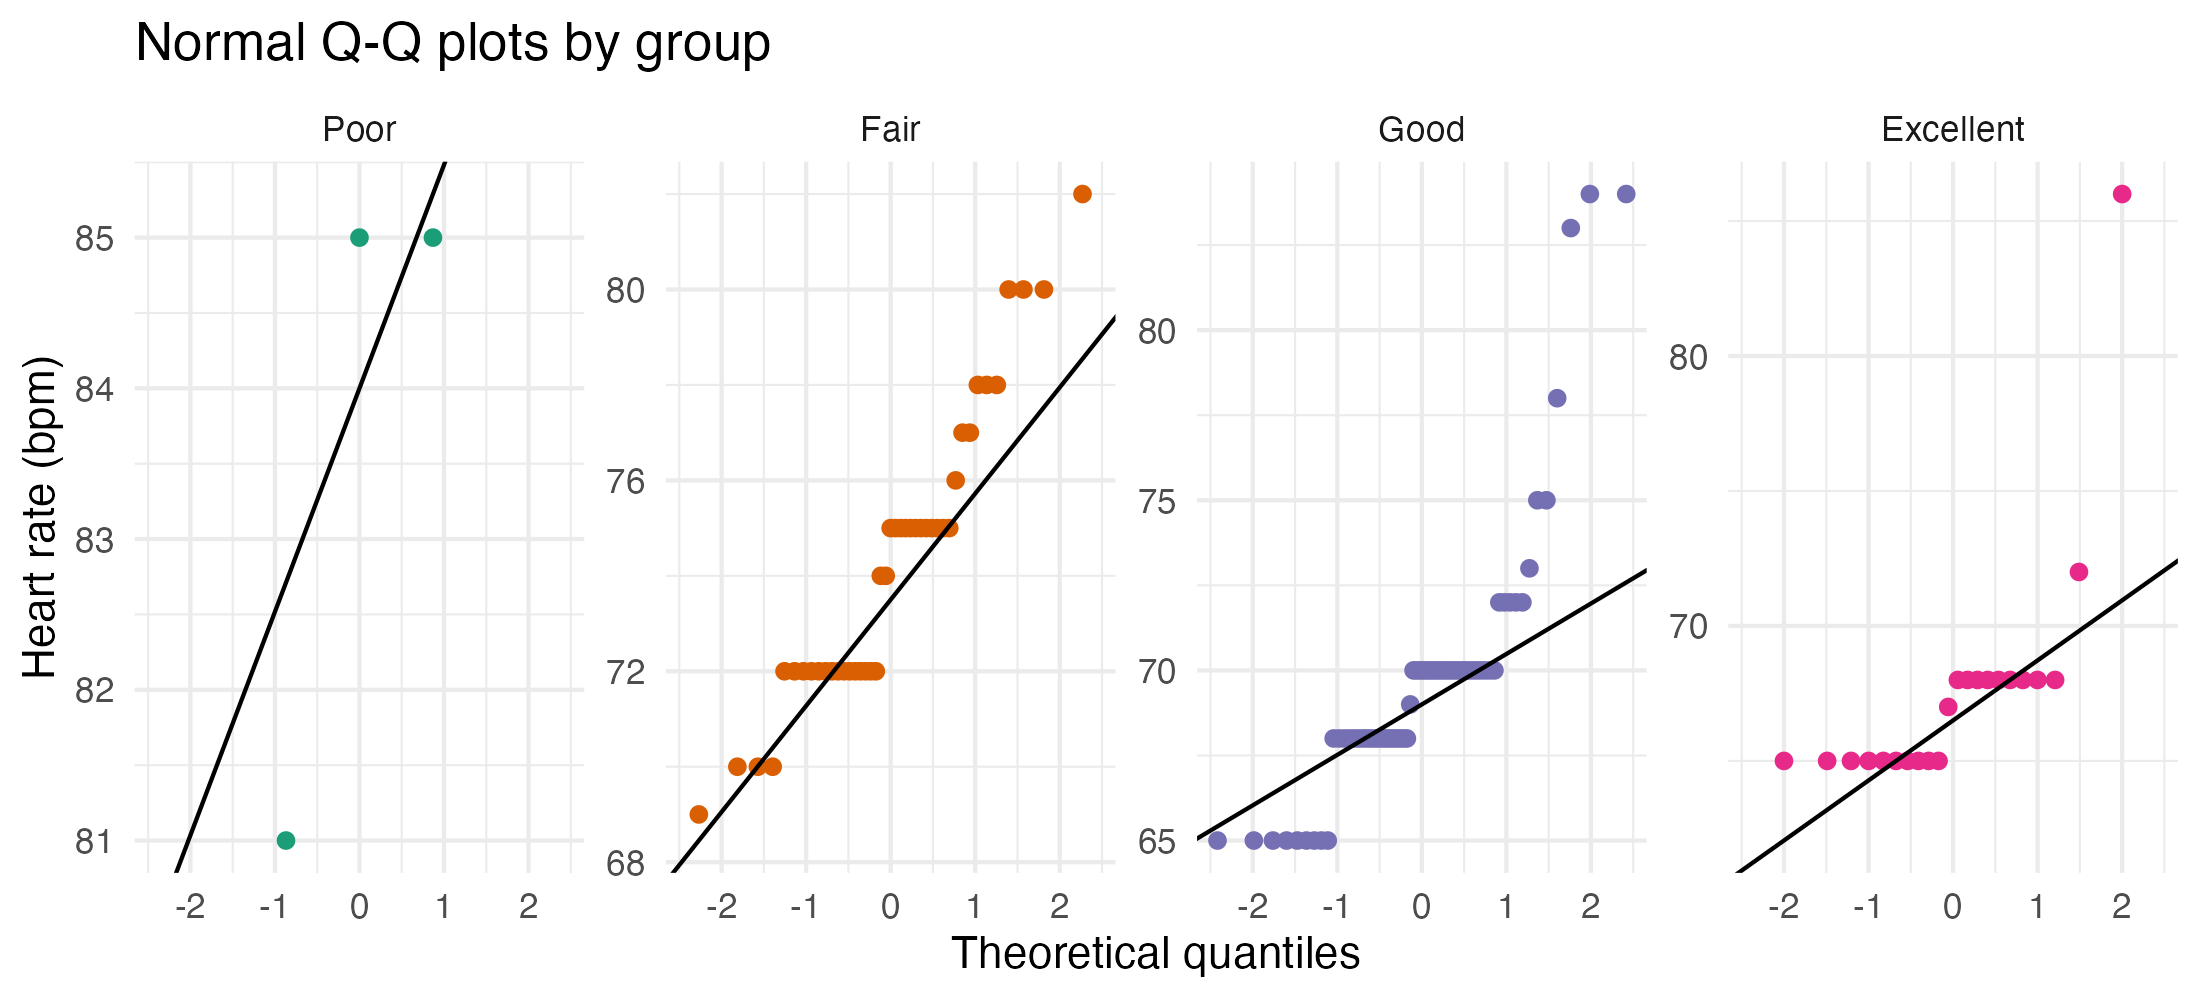 Normal Q-Q plots by group
Poor
Fair
Good
Excellent
Heart rate (bpm)
85
84
83
82
81
80
76
72
68
80
75
70
65
80
70
-2 -1 0 1 2
-2 -1 0 1 2
-2 -1 0 1 2
-2 -1 0 1 2
Theoretical quantiles